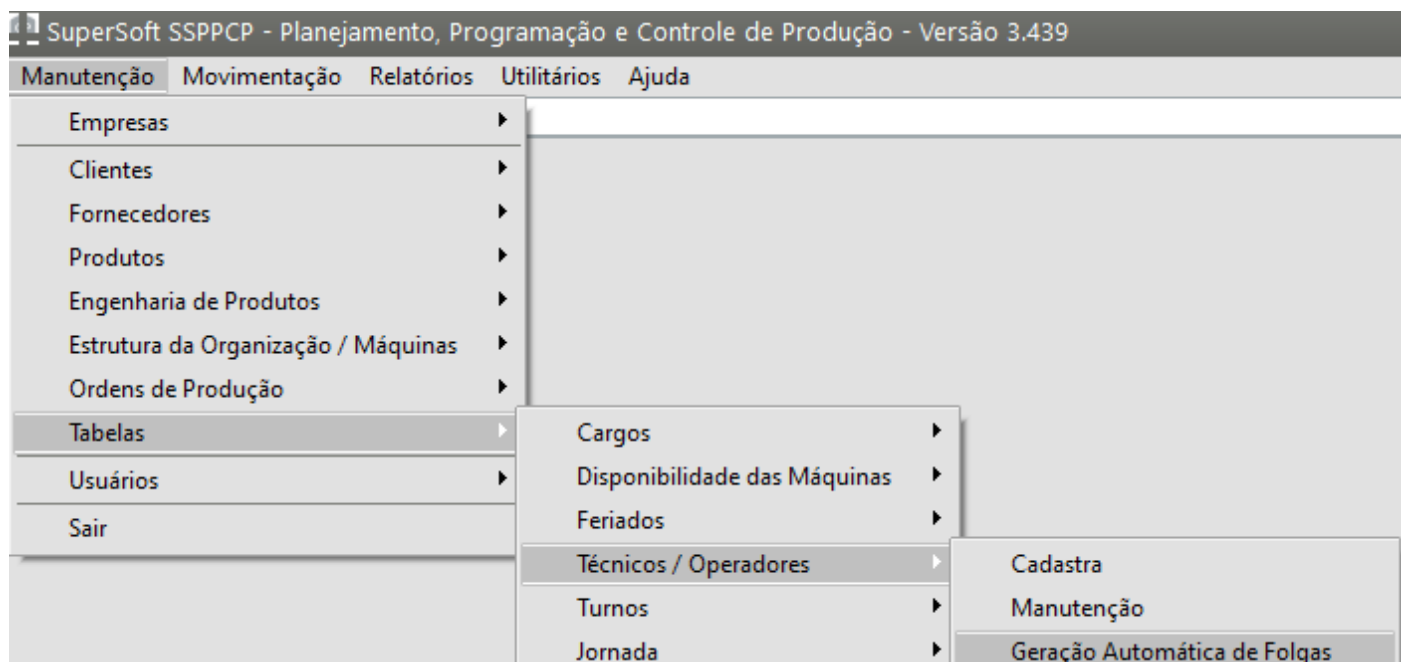 SuperSoft SSPPCP - Planejamento, Programação e Controle de Produção - Versão 3.439
Manutenção Movimentação Relatórios Utilitários Ajuda
Empresas
Clientes
Fornecedores
Produtos
Engenharia de Produtos
Estrutura da Organização / Máquinas
Ordens de Produção
Tabelas
Usuários
Sair
Cargos
Disponibilidade das Máquinas
Feriados
Técnicos / Operadores
Turnos
Jornada
Cadastra
Manutenção
Geração Automática de Folgas